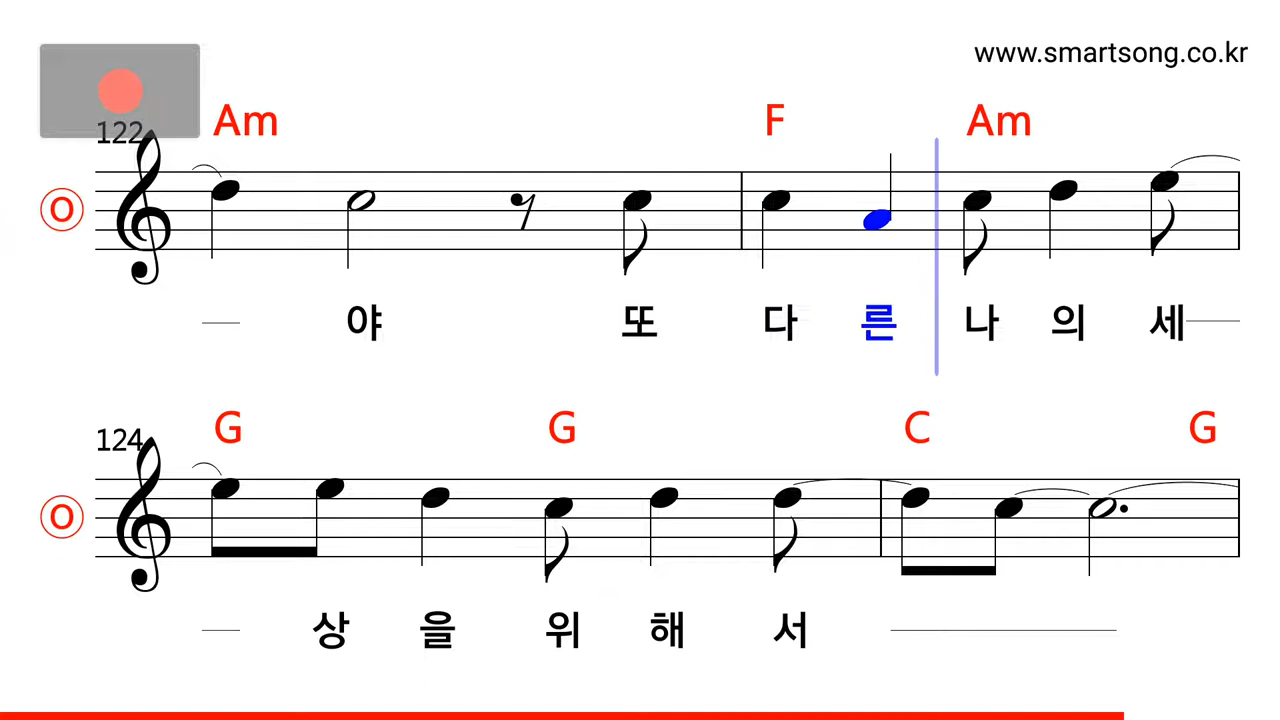 www.smartsong.co.kr
122 Am F Am
O
야 또 다 른 나 의 세
124 G G C G
O
상 을 위 해 서